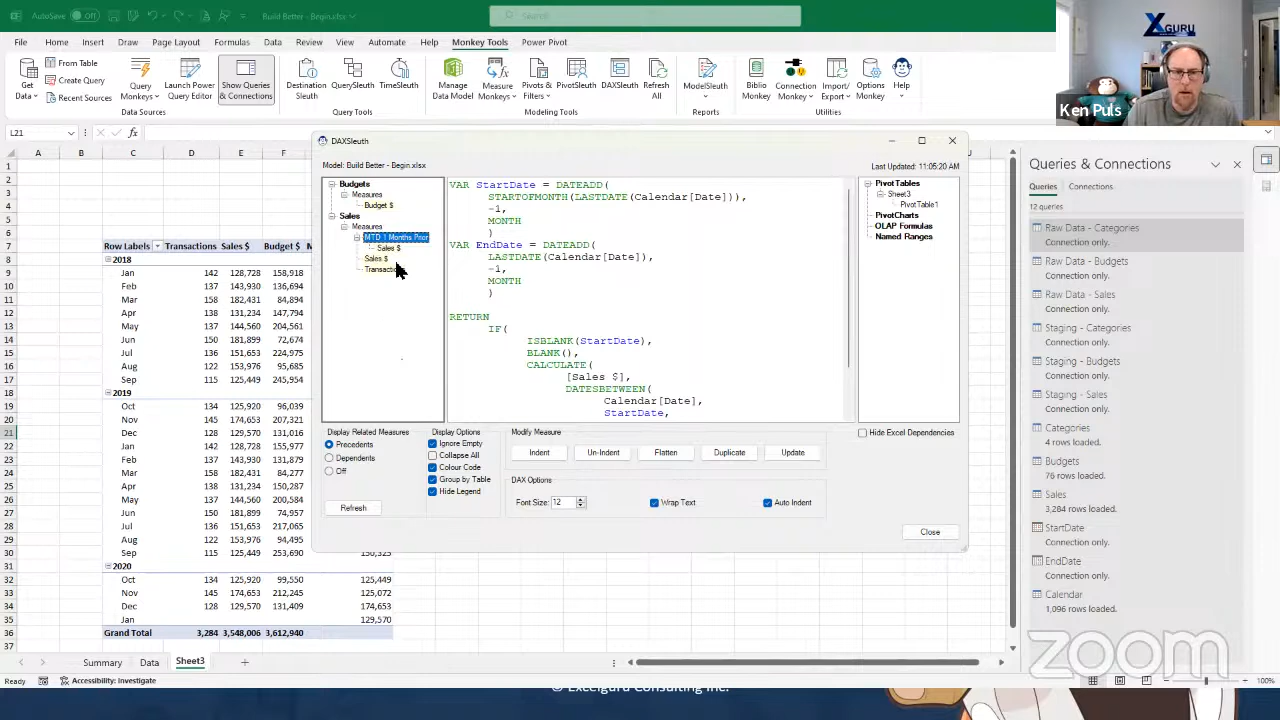 AutoSave Off
Build Better - Begin.xlsx
Search
X GURU
Ken Puls
File Home Insert Draw Page Layout Formulas Data Review View Automate Help Monkey Tools Power Pivot
Get Data
From Table
Create Query
Recent Sources
Query Monkeys
Launch Power Query Editor
Show Queries & Connections
Destination Sleuth
QuerySleuth
TimeSleuth
Manage Data Model
Measure Monkeys
Pivots & Filters
PivotSleuth
DAXSleuth
Refresh All
ModelSleuth
Biblio Monkey
Connection Monkey
Import/ Export
Options Monkey
Help
Query Tools
Modeling Tools
Reports
Utilities
L21
A B C D E F
Row Labels Transactions Sales $ Budget $
2018
Jan 142 128,728 158,918
Feb 137 143,930 136,694
Mar 158 182,431 84,894
Apr 138 131,234 147,794
May 137 144,560 204,561
Jun 150 181,899 72,674
Jul 136 151,653 224,975
Aug 122 153,976 95,685
Sep 115 125,449 245,954
2019
Oct 134 125,920 96,039
Nov 145 174,653 207,321
Dec 128 129,570 131,016
Jan 142 128,728 155,977
Feb 137 143,930 131,879
Mar 158 182,431 84,277
Apr 138 131,234 150,287
May 136 144,560 200,584
Jun 150 181,899 74,957
Jul 136 151,653 217,065
Aug 122 153,976 94,495
Sep 115 125,449 253,690 150,325
2020
Oct 134 125,920 99,550 125,449
Nov 145 174,653 212,245 125,072
Dec 128 129,570 131,409 174,653
Jan 129,570
Grand Total 3,284 3,548,006 3,612,940
DAXSleuth
Model: Build Better - Begin.xlsx
Last Updated: 11:05:20 AM
Budgets
Measures
Budget $
Sales
Measures
MTD 1 Months Prior
Sales $
Sales $
VAR StartDate = DATEADD(
STARTOFMONTH(LASTDATE(Calendar[Date])),
-1,
MONTH
)
VAR EndDate = DATEADD(
LASTDATE(Calendar[Date]),
-1,
MONTH
)
RETURN
IF(
ISBLANK(StartDate),
BLANK(),
CALCULATE(
[Sales $],
DATESBETWEEN(
Calendar[Date],
StartDate,
PivotTables
Sheet3
PivotTable1
PivotCharts
OLAP Formulas
Named Ranges
Display Related Measures
Precedents
Dependents
Off
Refresh
Display Options
Ignore Empty
Collapse All
Colour Code
Group by Table
Hide Legend
Modify Measure
Indent Un-Indent Flatten Duplicate Update
DAX Options
Font Size: 12
Wrap Text
Auto Indent
Hide Excel Dependencies
Close
Queries & Connections
Queries Connections
12 queries
Raw Data - Categories
Connection only.
Raw Data - Budgets
Connection only.
Raw Data - Sales
Connection only.
Staging - Categories
Connection only.
Staging - Budgets
Connection only.
Staging - Sales
Connection only.
Categories
4 rows loaded.
Budgets
76 rows loaded.
Sales
3,284 rows loaded.
StartDate
Connection only.
EndDate
Connection only.
Calendar
1,096 rows loaded.
zoom
Summary Data Sheet3
Ready
Accessibility: Investigate
100%
© Excelguru Consulting Inc.